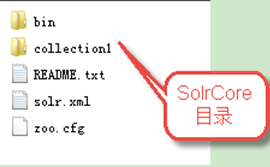 bin
collection1
README.txt
solr.xml
zoo.cfg
SolrCore
目录